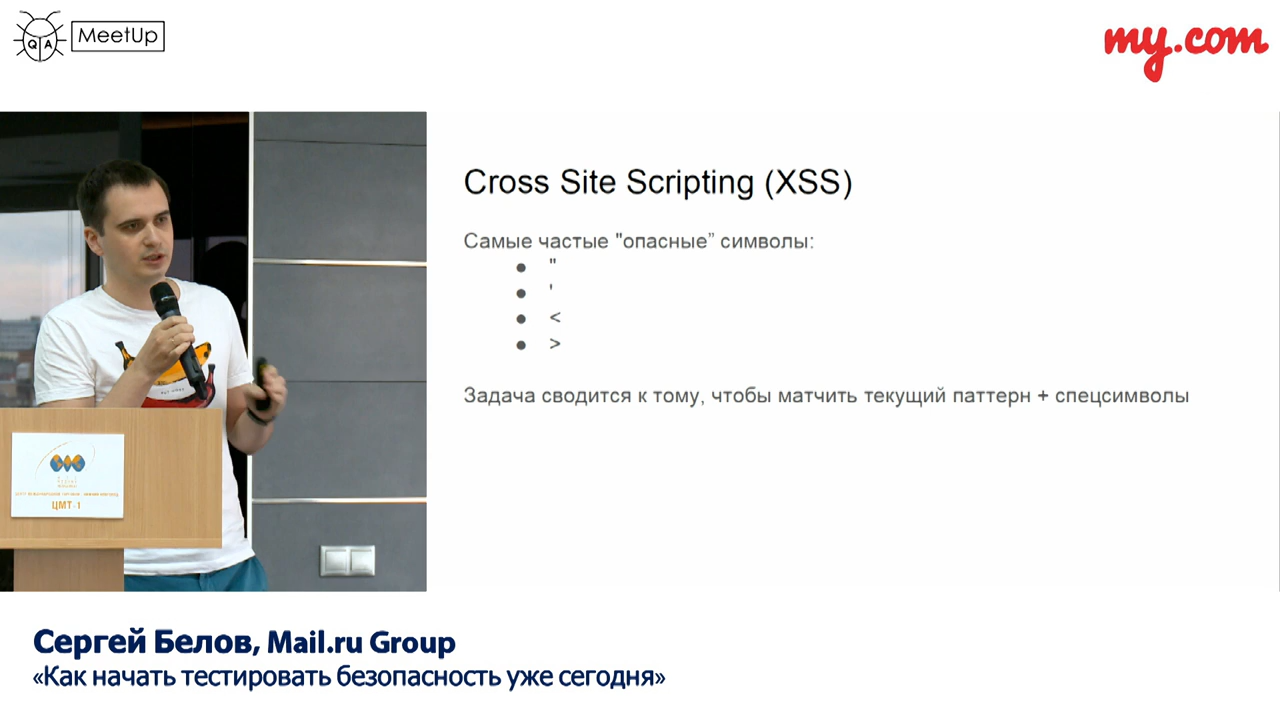 QA MeetUp
my.com
Cross Site Scripting (XSS)
Самые частые "опасные” символы:
● "
● '
● <
● >
Задача сводится к тому, чтобы матчить текущий паттерн + спецсимволы
ЦМТ-1
Сергей Белов, Mail.ru Group
«Как начать тестировать безопасность уже сегодня»